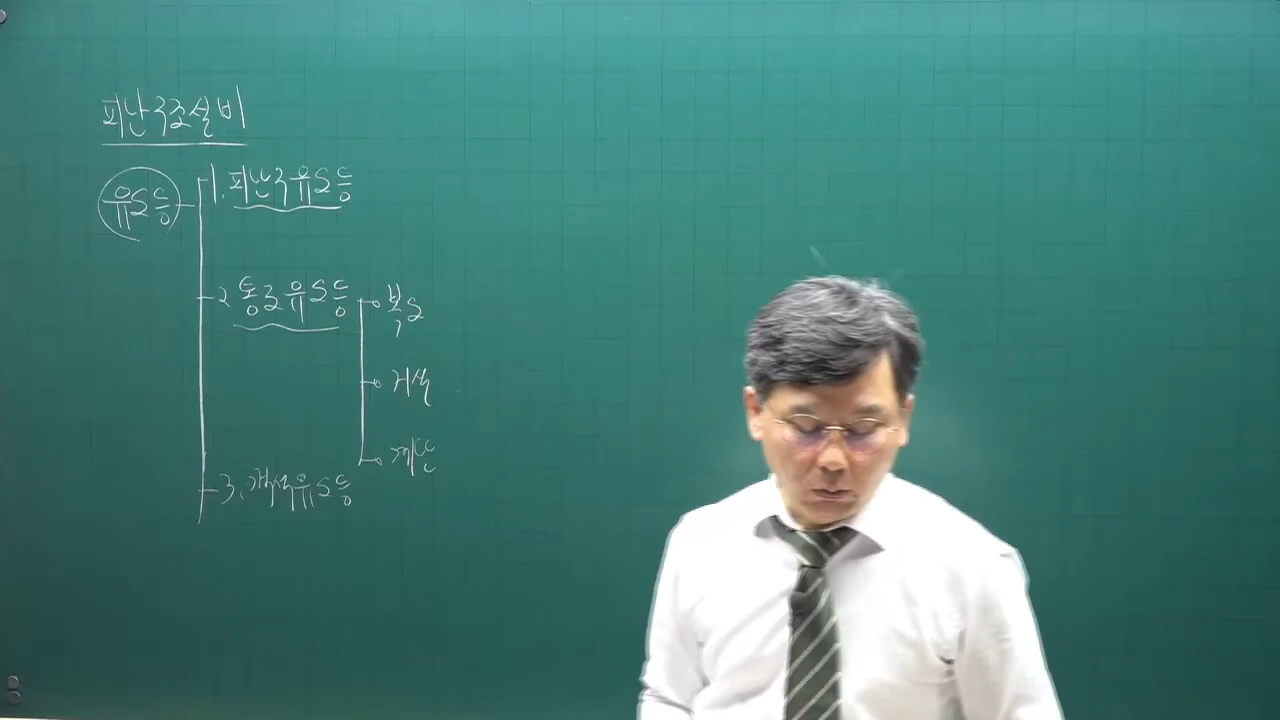 피난구조설비
유도등
1. 피난구유도등
2 통로유도등
복도
거실
계단
3. 객석유도등